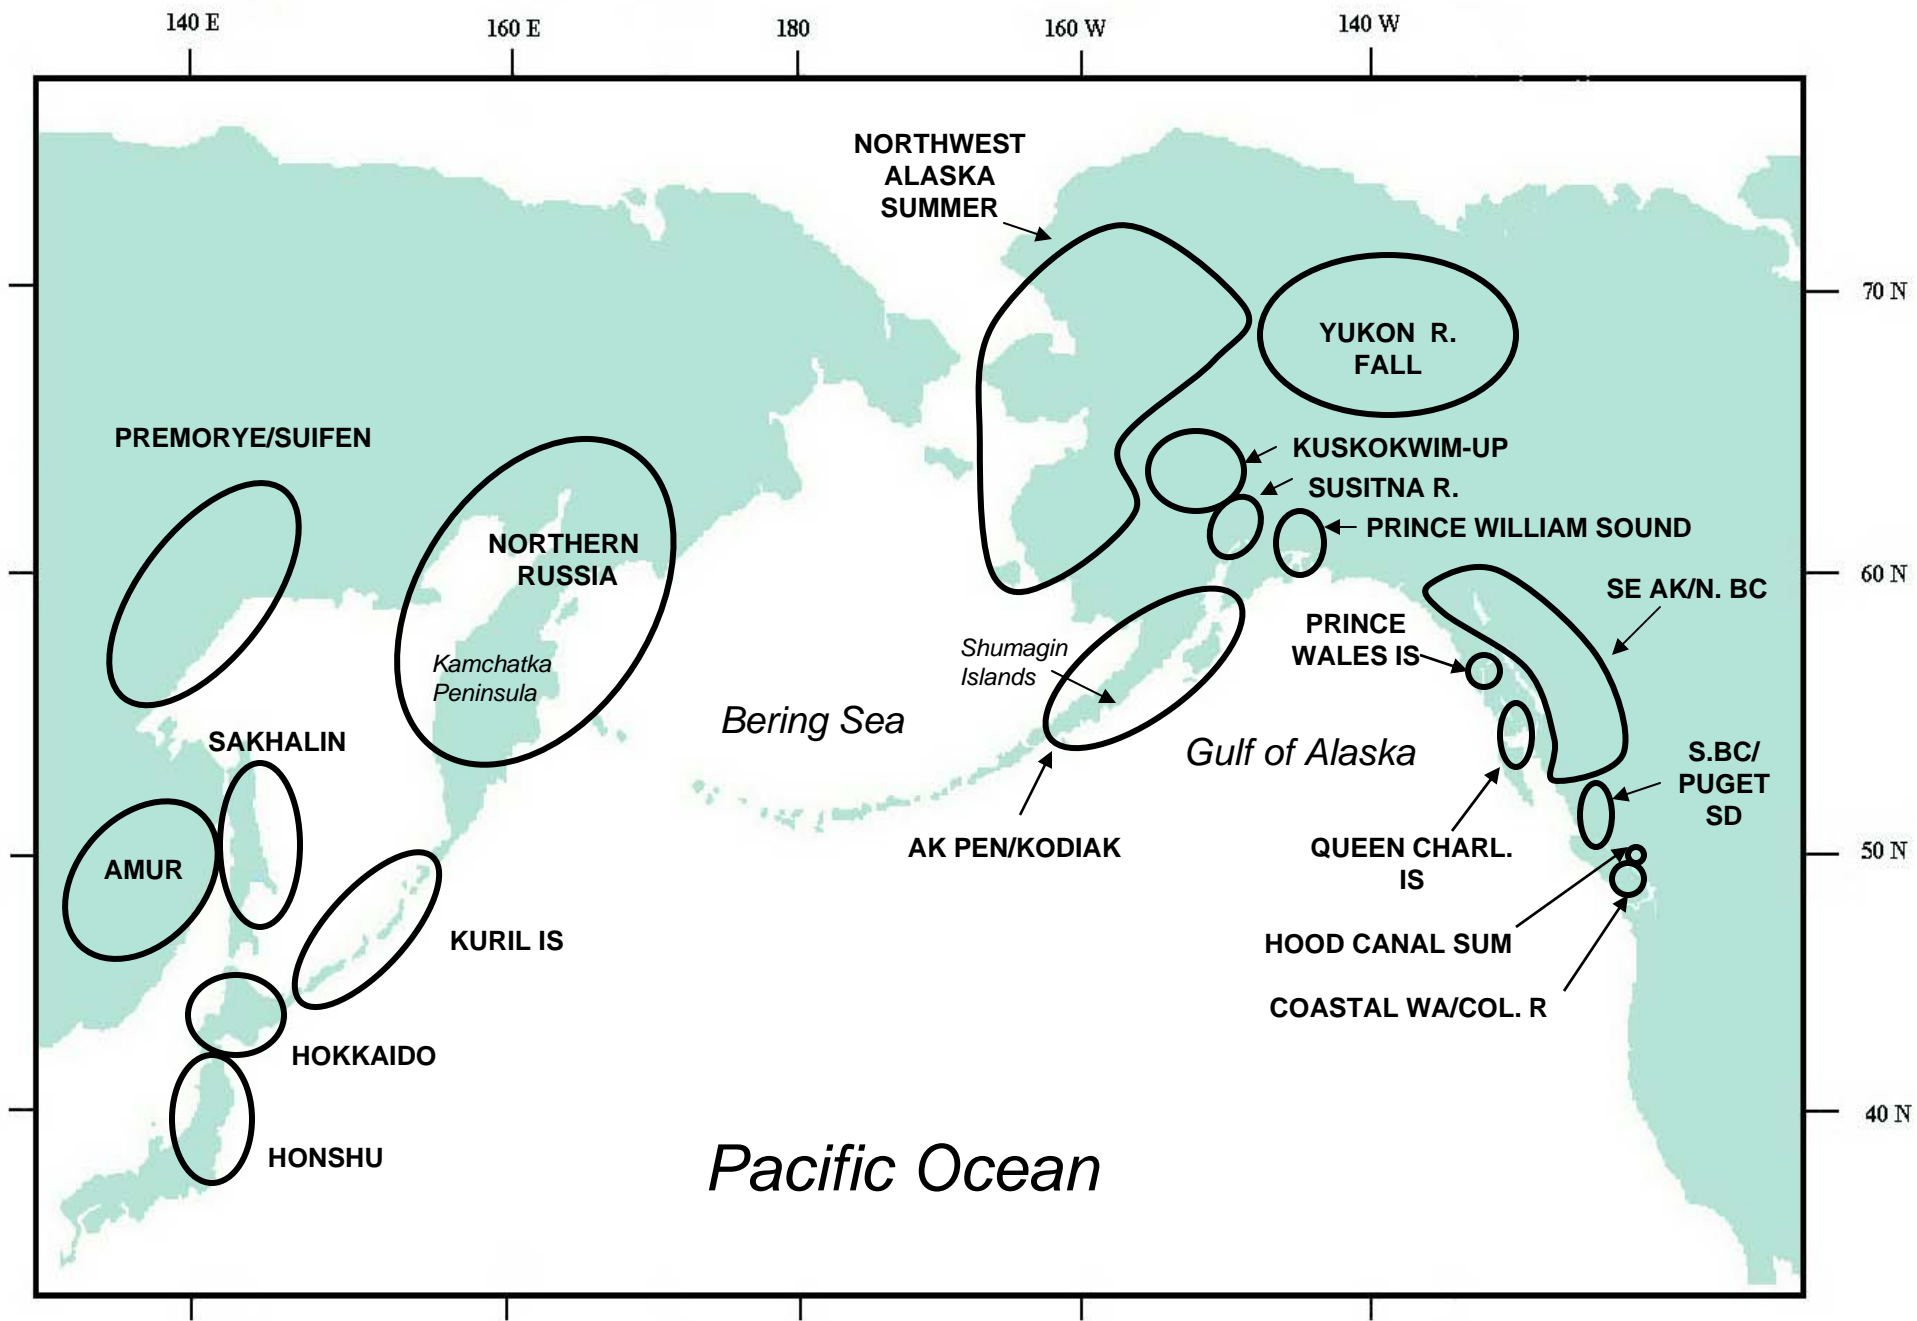 140 E
160 E
180
160 W
140 W
NORTHWEST
ALASKA
SUMMER
70 N
YUKON R.
FALL
PREMORYE/SUIFEN
KUSKOKWIM-UP
SUSITNA R.
PRINCE WILLIAM SOUND
NORTHERN
RUSSIA
60 N
SE AK/N. BC
PRINCE
WALES IS
Shumagin
Islands
Kamchatka
Peninsula
Bering Sea
Gulf of Alaska
SAKHALIN
S.BC/
PUGET
SD
AMUR
AK PEN/KODIAK
QUEEN CHARL.
IS
50 N
KURIL IS
HOOD CANAL SUM
COASTAL WA/COL. R
HOKKAIDO
40 N
HONSHU
Pacific Ocean